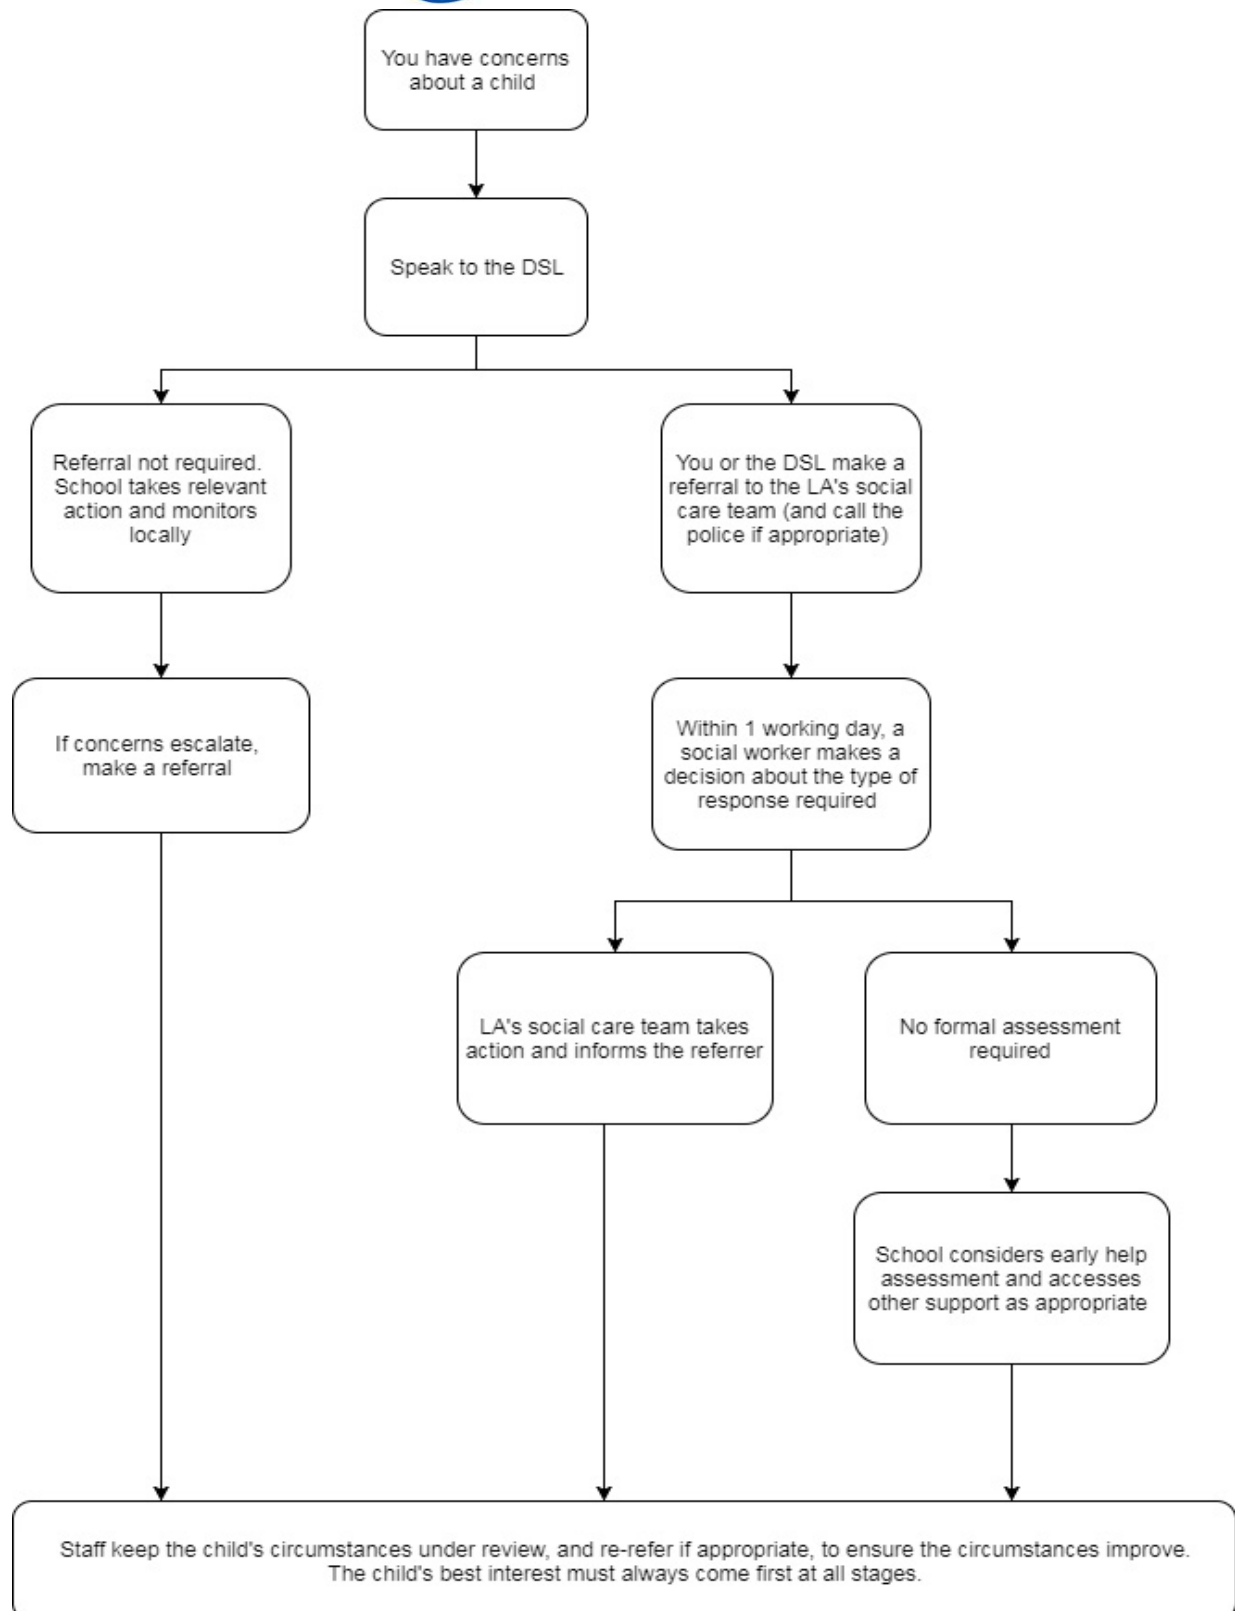 You have concerns
about a child
Speak to the DSL
Referral not required.
School takes relevant
action and monitors
locally
You or the DSL make a
referral to the LA's social
care team (and call the
police if appropriate)
If concerns escalate,
make a referral
Within 1 working day, a
social worker makes a
decision about the type of
response required
LA's social care team takes
action and informs the referrer
No formal assessment
required
School considers early help
assessment and accesses
other support as appropriate
Staff keep the child's circumstances under review, and re-refer if appropriate, to ensure the circumstances improve.
The child's best interest must always come first at all stages.